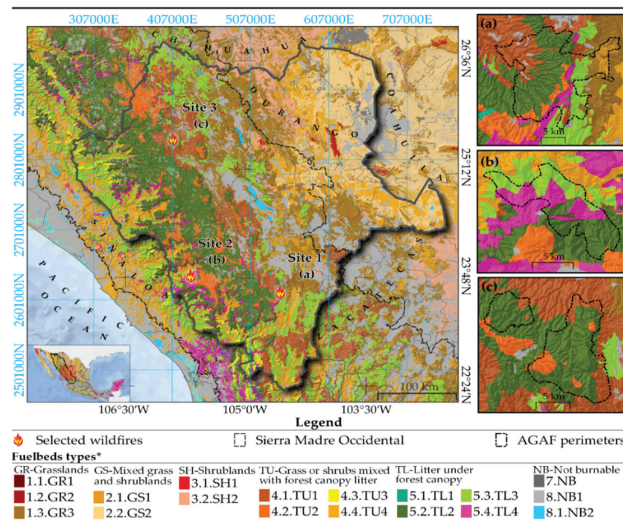 307000E 407000E 507000E 607000E 707000E
CHIHUAHUA
COAHUILA
DURANGO
SINALOA
ZACATECAS
PACIFIC
OCEAN
Site 3
(c)
Site 2
(b)
Site 1
(a)
2901000N
2801000N
2701000N
2601000N
2501000N
26°36'N
25°12'N
23°48'N
22°24'N
100 km
106°30'W 105°00'W 103°30'W
(a)
5 km
(b)
5 km
(c)
5 km
Legend
Selected wildfires Sierra Madre Occidental AGAF perimeters
Fuelbeds types*
GR-Grasslands
1.1.GR1
1.2.GR2
1.3.GR3
GS-Mixed grass
and shrublands
2.1.GS1
2.2.GS2
SH-Shrublands
3.1.SH1
3.2.SH2
TU-Grass or shrubs mixed
with forest canopy litter
4.1.TU1 4.3.TU3
4.2.TU2 4.4.TU4
TL-Litter under
forest canopy
5.1.TL1 5.3.TL3
5.2.TL2 5.4.TL4
NB-Not burnable
7.NB
8.NB1
8.1.NB2